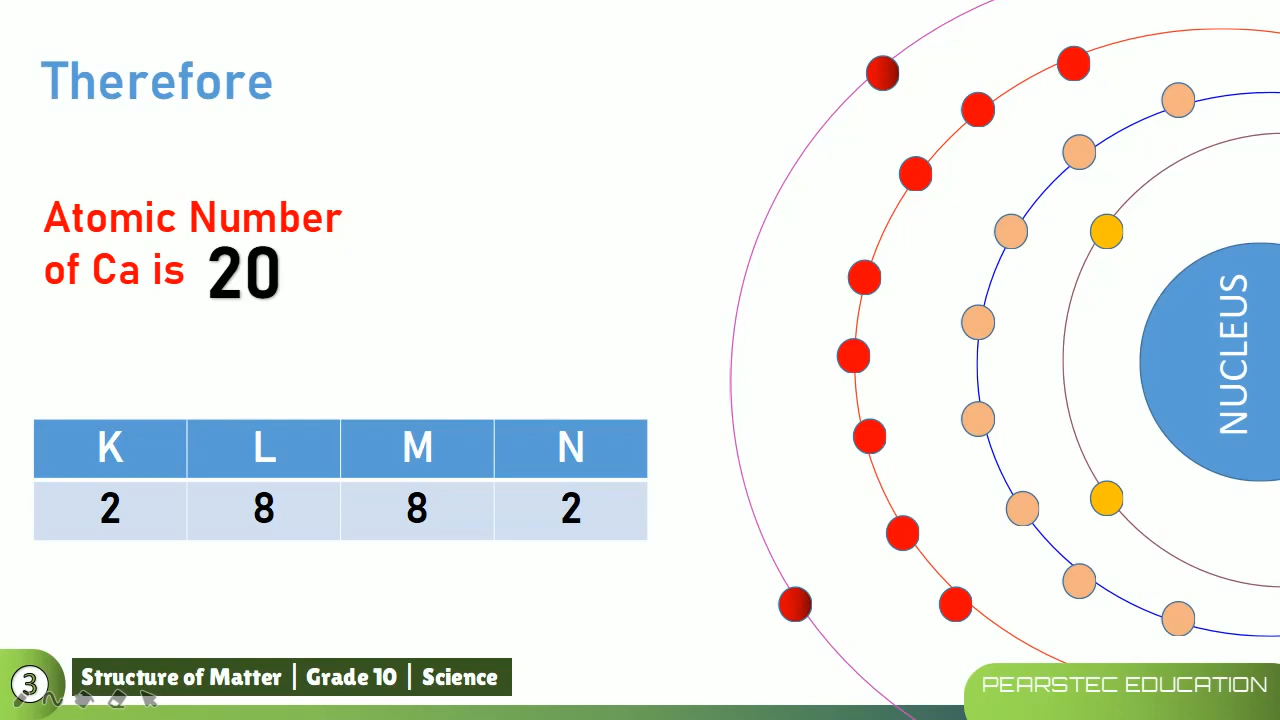 Therefore
Atomic Number
of Ca is 20
K L M N
2 8 8 2
NUCLEUS
3
Structure of Matter | Grade 10 | Science
PEARSTEC EDUCATION